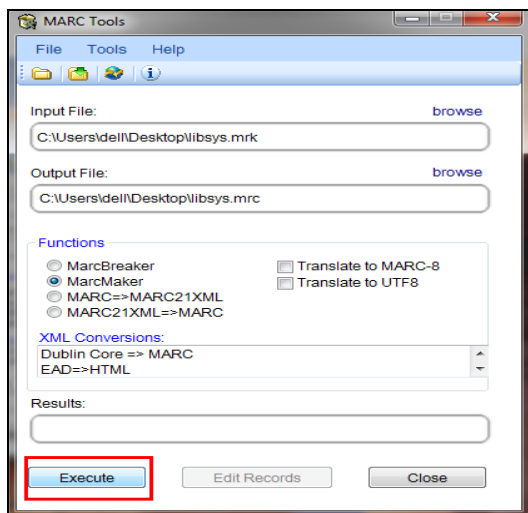 MARC Tools
File Tools Help
Input File: browse
C:\Users\dell\Desktop\libsys.mrk
Output File: browse
C:\Users\dell\Desktop\libsys.mrc
Functions
MarcBreaker Translate to MARC-8
MarcMaker Translate to UTF8
MARC=>MARC21XML
MARC21XML=>MARC
XML Conversions:
Dublin Core => MARC
EAD=>HTML
Results:
Execute Edit Records Close